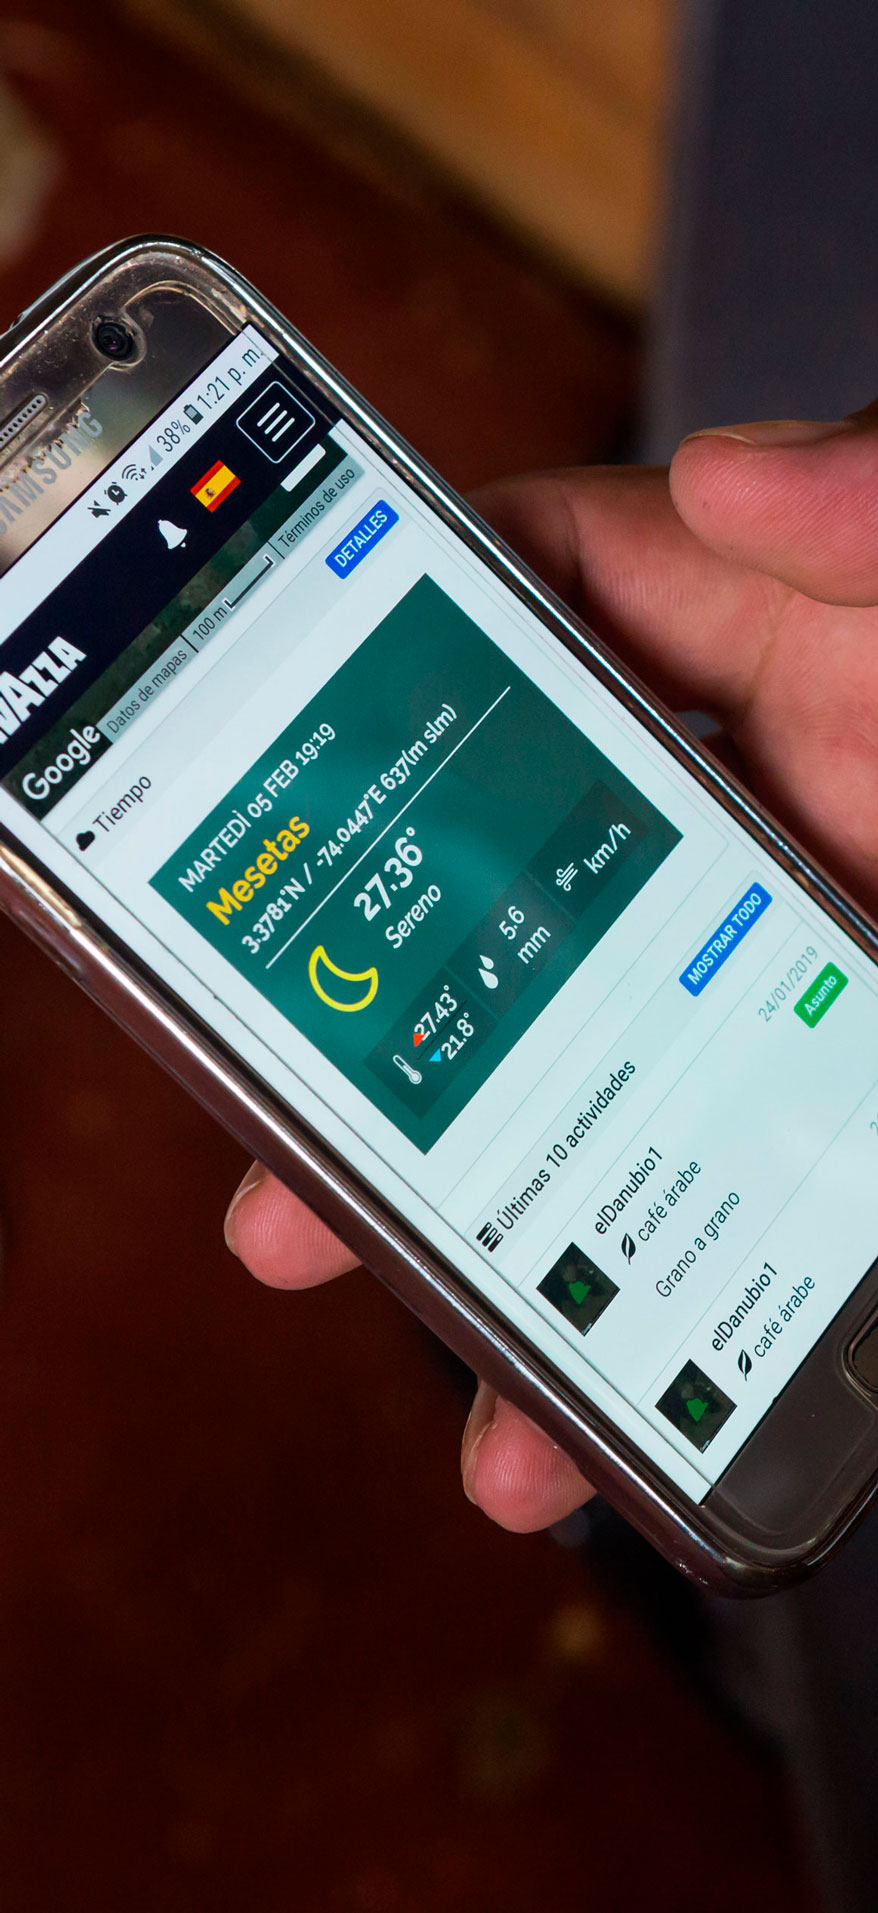 SAMSUNG
38% 1:21 p. m.
VAZZA
Google
Datos de mapas
100 m
Términos de uso
Tiempo
DETALLES
MARTEDÌ 05 FEB 19:19
Mesetas
3.3781°N / -74.0447°E 637(m slm)
27.36°
Sereno
27.43°
21.8°
5.6
mm
km/h
Últimas 10 actividades
MOSTRAR TODO
elDanubio1
24/01/2019
café árabe
Asunto
Grano a grano
elDanubio1
café árabe